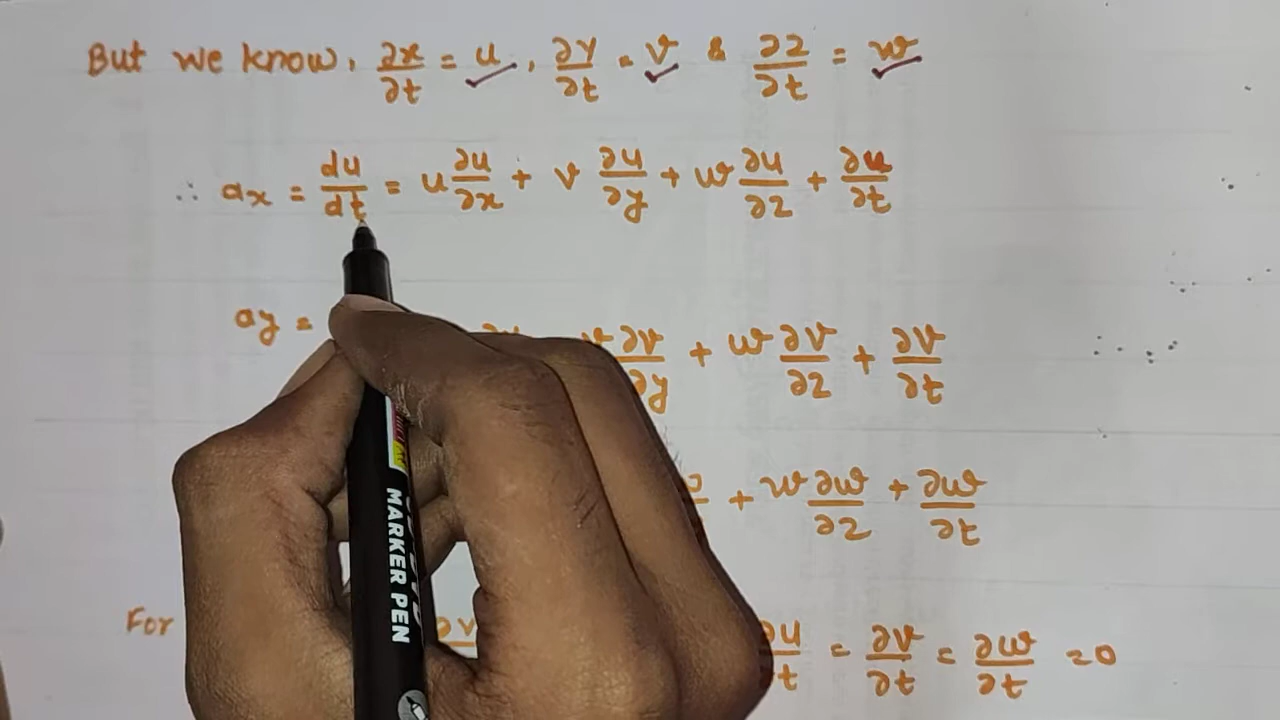 But we know, ∂x/∂t = u, ∂y/∂t = v & ∂z/∂t = w
∴ ax = du/dt = u ∂u/∂x + v ∂u/∂y + w ∂u/∂z + ∂u/∂t
ay = v ∂v/∂y + w ∂v/∂z + ∂v/∂t
+ w ∂w/∂z + ∂w/∂t
For ∂v ∂u/∂t = ∂v/∂t = ∂w/∂t = 0
MARKER PEN